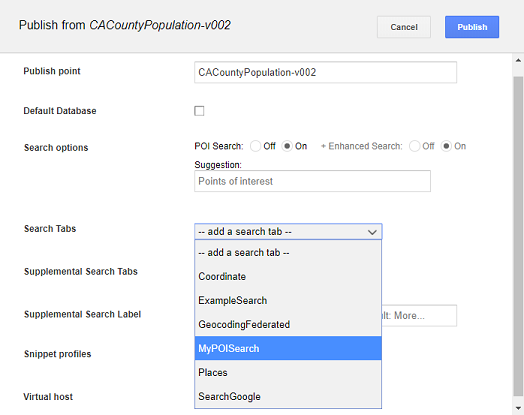 Publish from CACountyPopulation-v002
Cancel
Publish
Publish point
CACountyPopulation-v002
Default Database
Search options
POI Search: Off On + Enhanced Search: Off On
Suggestion:
Points of interest
Search Tabs
-- add a search tab --
-- add a search tab --
Supplemental Search Tabs
Coordinate
ExampleSearch
Supplemental Search Label
ult: More...
GeocodingFederated
MyPOISearch
Snippet profiles
Places
Virtual host
SearchGoogle